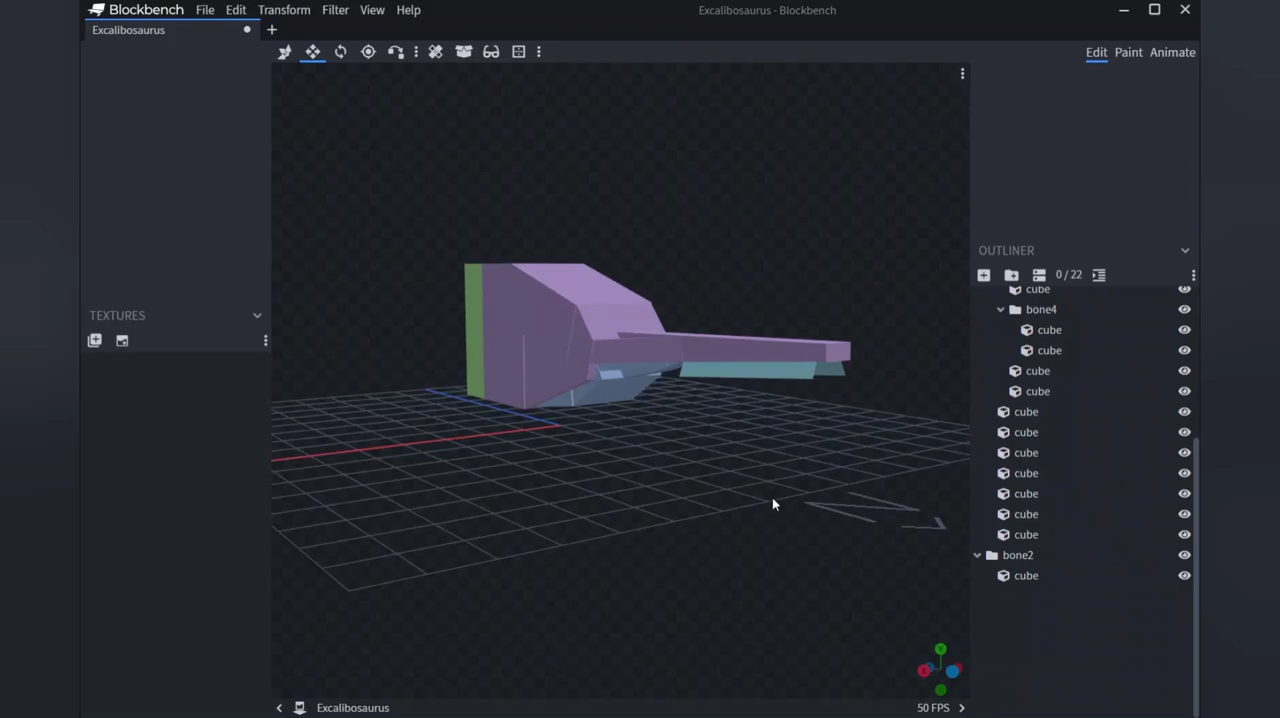 Blockbench File Edit Transform Filter View Help
Excalibosaurus - Blockbench
Excalibosaurus
Edit Paint Animate
TEXTURES
OUTLINER
0 / 22
cube
bone4
cube
cube
cube
cube
cube
cube
cube
cube
cube
cube
cube
bone2
cube
Y
X
Excalibosaurus
50 FPS